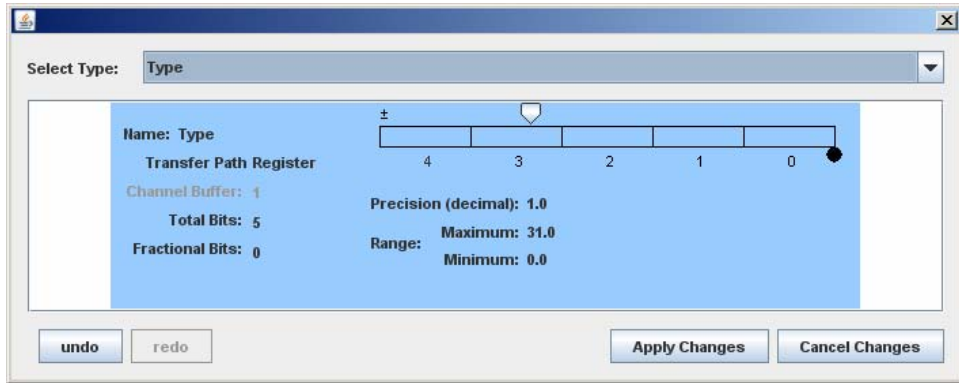 Select Type: Type
±
Name: Type
Transfer Path Register
4 3 2 1 0
Channel Buffer: 1
Precision (decimal): 1.0
Total Bits: 5
Maximum: 31.0
Range:
Fractional Bits: 0
Minimum: 0.0
undo redo Apply Changes Cancel Changes